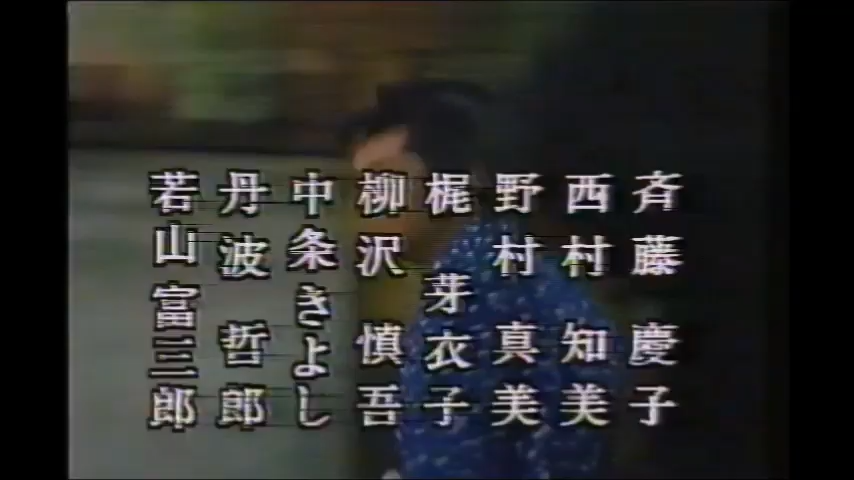 斉藤慶子
西村知美
野村真美
梶芽衣子
柳沢慎吾
中条きよし
丹波哲郎
若山富三郎